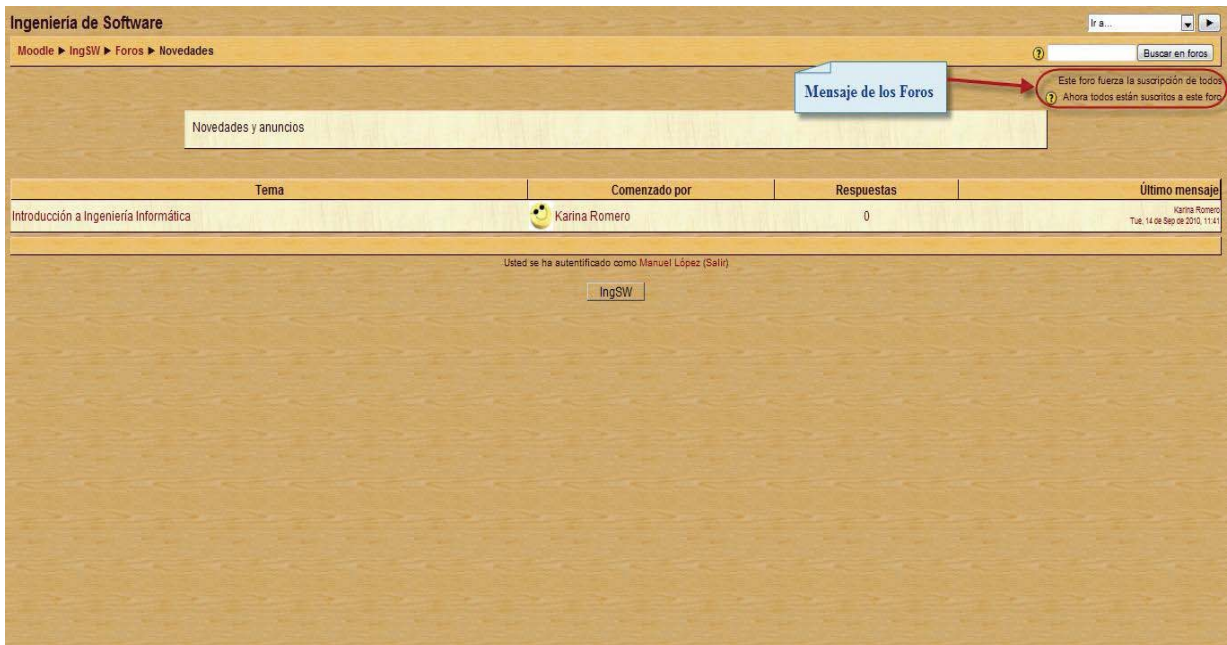 Ingeniería de Software
Ir a...
Moodle ► IngSW ► Foros ► Novedades
Buscar en foros
Mensaje de los Foros
Este foro fuerza la suscripción de todos
Ahora todos están suscritos a este foro
Novedades y anuncios
Tema Comenzado por Respuestas Último mensaje
Introducción a Ingeniería Informática Karina Romero 0 Karina Romero
Tue, 14 de Sep de 2010, 11:41
Usted se ha autentificado como Manuel López (Salir)
IngSW